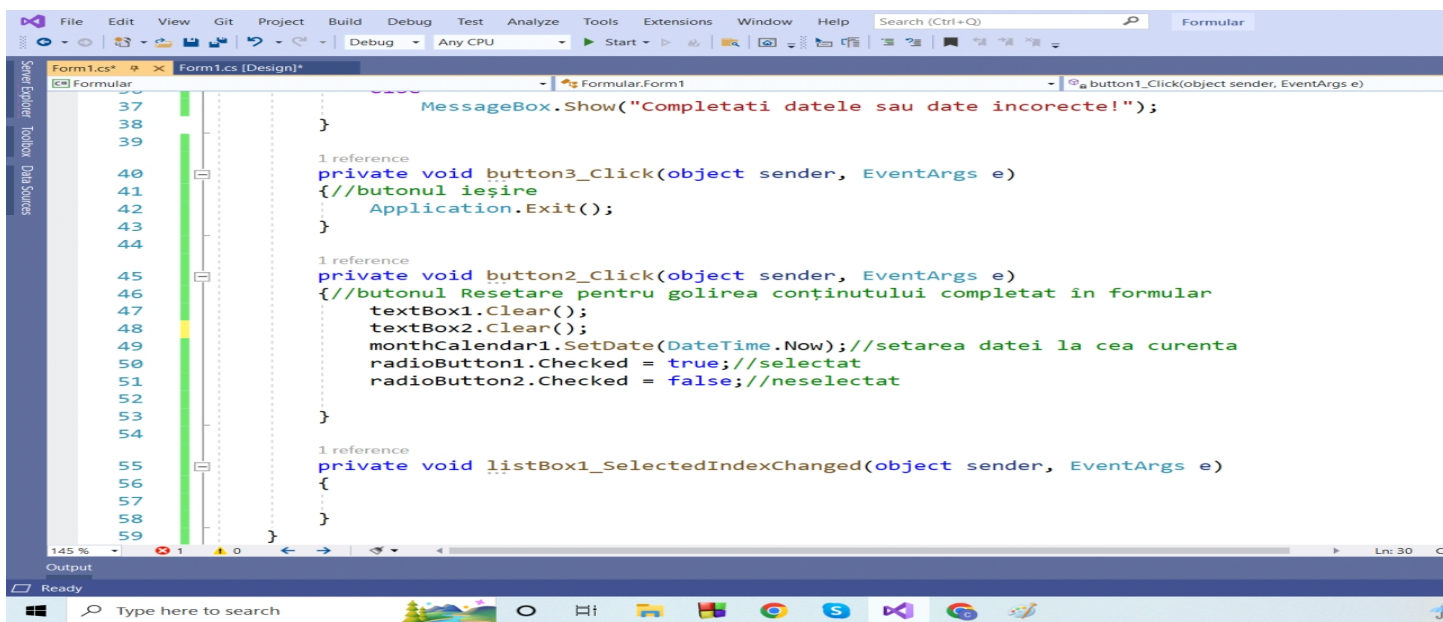 File Edit View Git Project Build Debug Test Analyze Tools Extensions Window Help Search (Ctrl+Q) Formular
Debug Any CPU Start
Form1.cs* Form1.cs [Design]*
Server Explorer
Toolbox
Data Sources
Formular Formular.Form1 button1_Click(object sender, EventArgs e)
37 MessageBox.Show("Completati datele sau date incorecte!");
38 }
39
1 reference
40 private void button3_Click(object sender, EventArgs e)
41 {//butonul ieșire
42 Application.Exit();
43 }
44
1 reference
45 private void button2_Click(object sender, EventArgs e)
46 {//butonul Resetare pentru golirea conținutului completat în formular
47 textBox1.Clear();
48 textBox2.Clear();
49 monthCalendar1.SetDate(DateTime.Now);//setarea datei la cea curenta
50 radioButton1.Checked = true;//selectat
51 radioButton2.Checked = false;//neselectat
52
53 }
54
1 reference
55 private void listBox1_SelectedIndexChanged(object sender, EventArgs e)
56 {
57
58 }
59 }
145 % 1 0 Ln: 30
Output
Ready
Type here to search